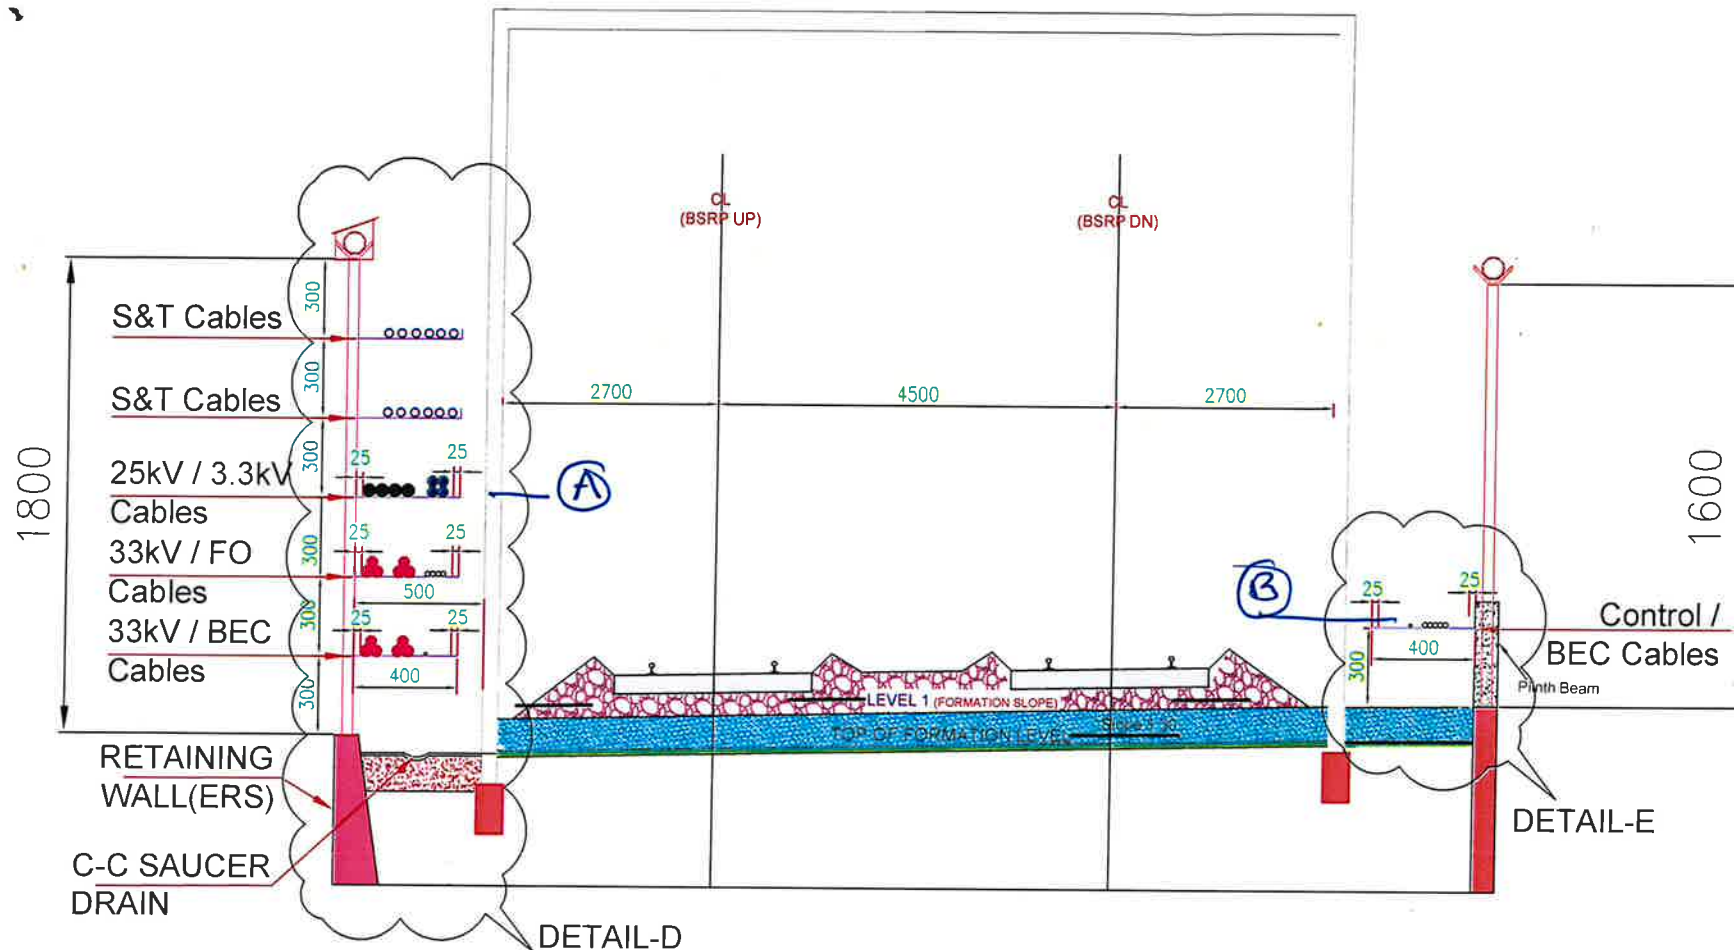 CL
(BSRP UP)
CL
(BSRP DN)
300
S&T Cables
300
S&T Cables
2700
4500
2700
300
25
25
25kV / 3.3kV
Cables
A
1800
1600
25
25
300
33kV / FO
Cables
500
B
25
25
300
25
25
33kV / BEC
Cables
Control /
BEC Cables
400
400
300
300
Plinth Beam
LEVEL 1 (FORMATION SLOPE)
TOP OF FORMATION LEVEL
RETAINING
WALL(ERS)
DETAIL-E
C-C SAUCER
DRAIN
DETAIL-D